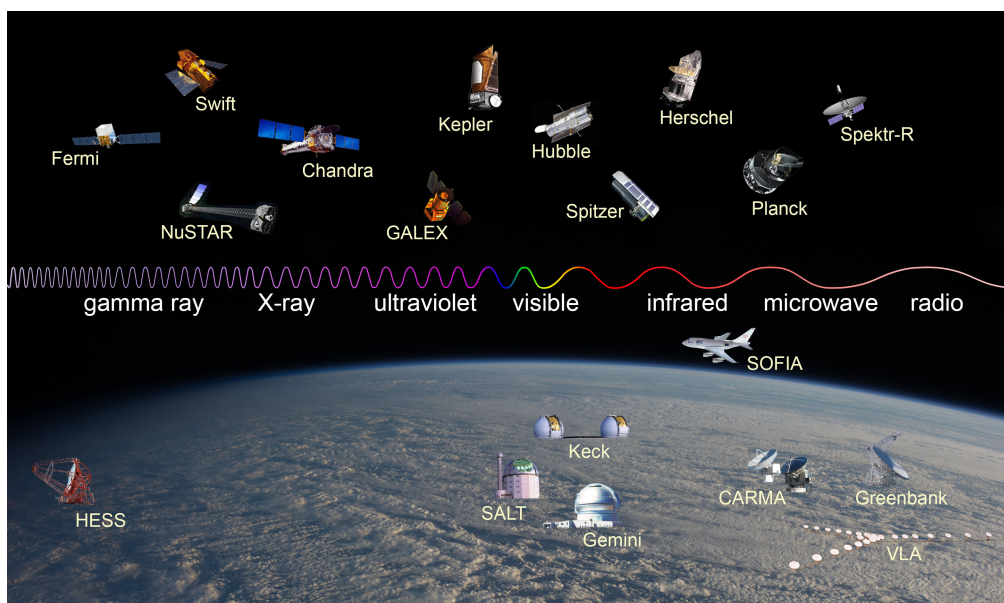 Swift
Kepler
Herschel
Spektr-R
Fermi
Chandra
Hubble
NuSTAR
GALEX
Spitzer
Planck
gamma ray X-ray ultraviolet visible infrared microwave radio
SOFIA
Keck
HESS
SALT
Gemini
CARMA
Greenbank
VLA